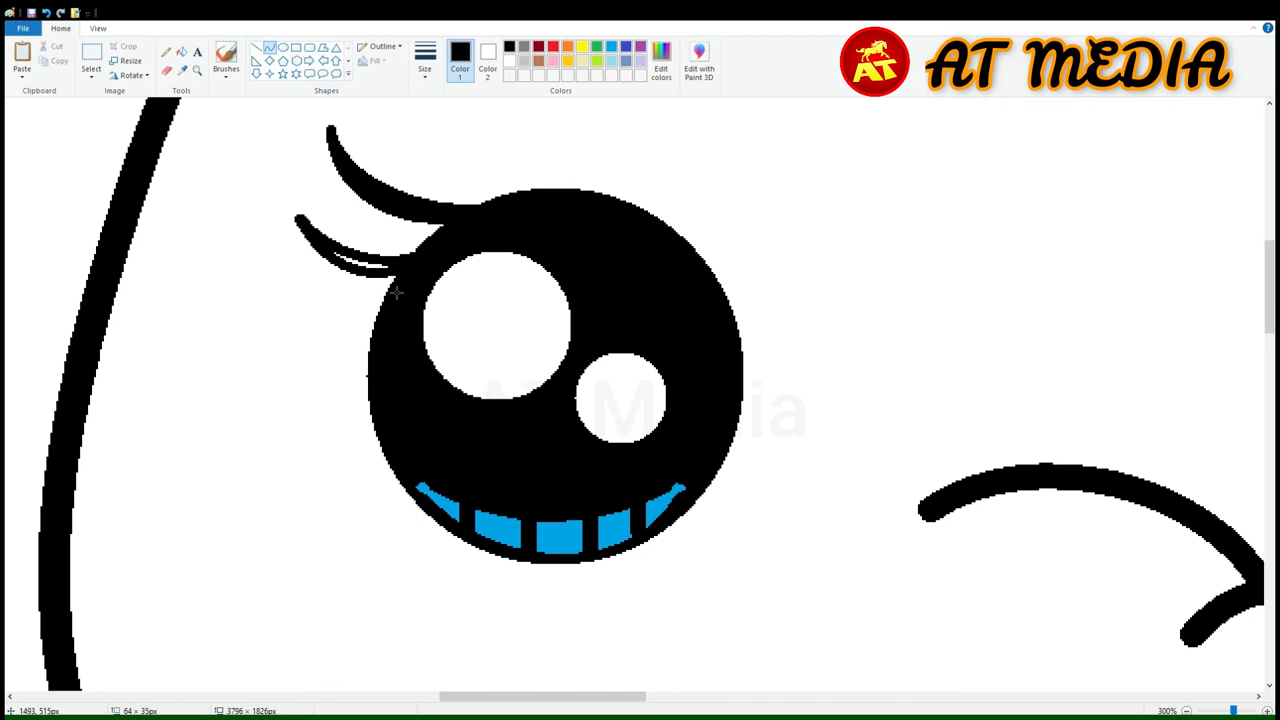 File Home View
Paste
Cut
Copy
Clipboard
Select
Crop
Resize
Rotate
Image
Tools
Brushes
Shapes
Outline
Fill
Size
Color
1
Color
2
Colors
Edit
colors
Edit with
Paint 3D
AT
AT MEDIA
AT Media
1493, 515px
64 × 35px
3796 × 1826px
300%